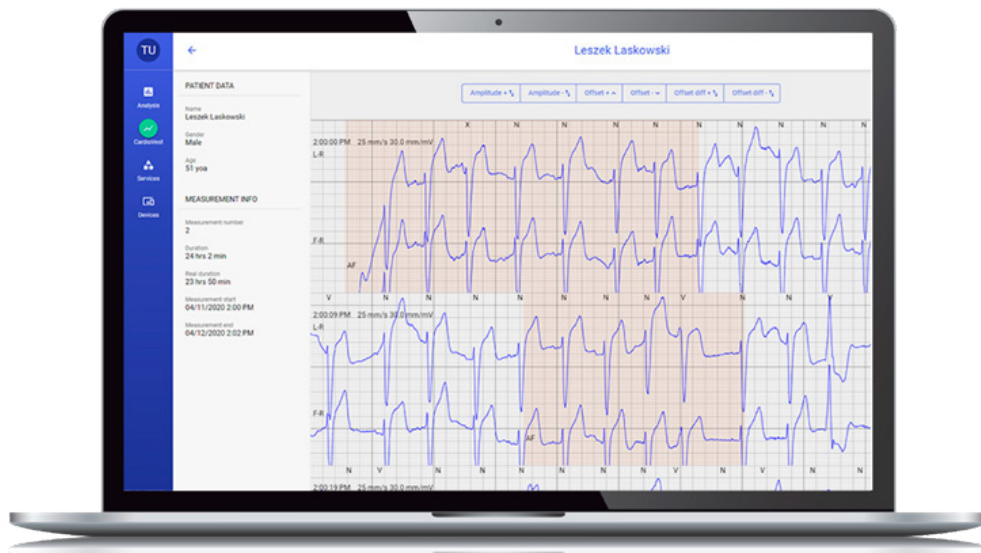 TU
Leszek Laskowski
Analysis
CardioVest
Services
Devices
PATIENT DATA
Name
Leszek Laskowski
Gender
Male
Age
51 yoa
MEASUREMENT INFO
Measurement number
2
Duration
24 hrs 2 min
Real duration
23 hrs 50 min
Measurement start
04/11/2020 2:00 PM
Measurement end
04/12/2020 2:02 PM
Amplitude + Amplitude - Offset + Offset - Offset diff + Offset diff -
X N N N N N N N N N
2:00:00 PM 25 mm/s 30.0 mm/mV
L-R
F-R
AF
V N N N N N N N V N N V
2:00:09 PM 25 mm/s 30.0 mm/mV
L-R
F-R
AF
N V N N N N N V N V N N
2:00:19 PM 25 mm/s 30.0 mm/mV